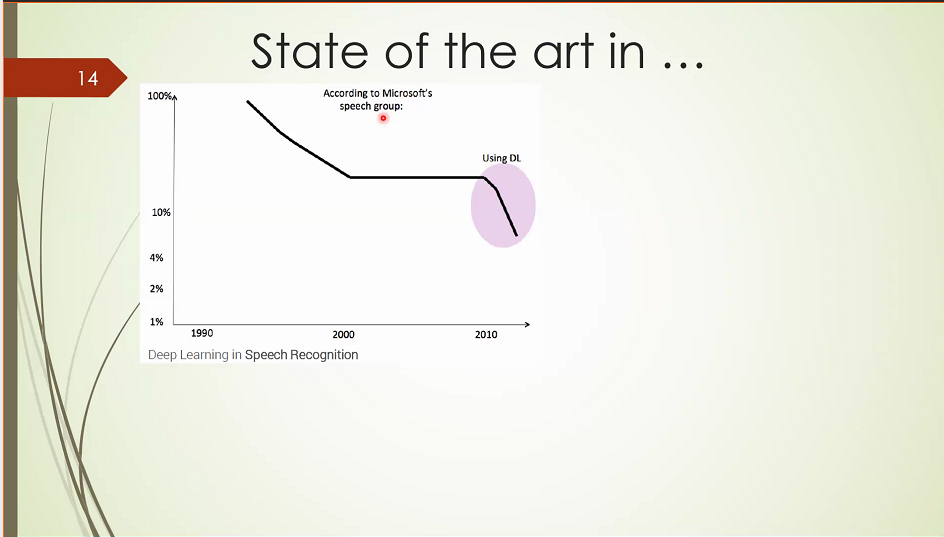 State of the art in …
14
According to Microsoft's
speech group:
100%
Using DL
10%
4%
2%
1%
1990 2000 2010
Deep Learning in Speech Recognition